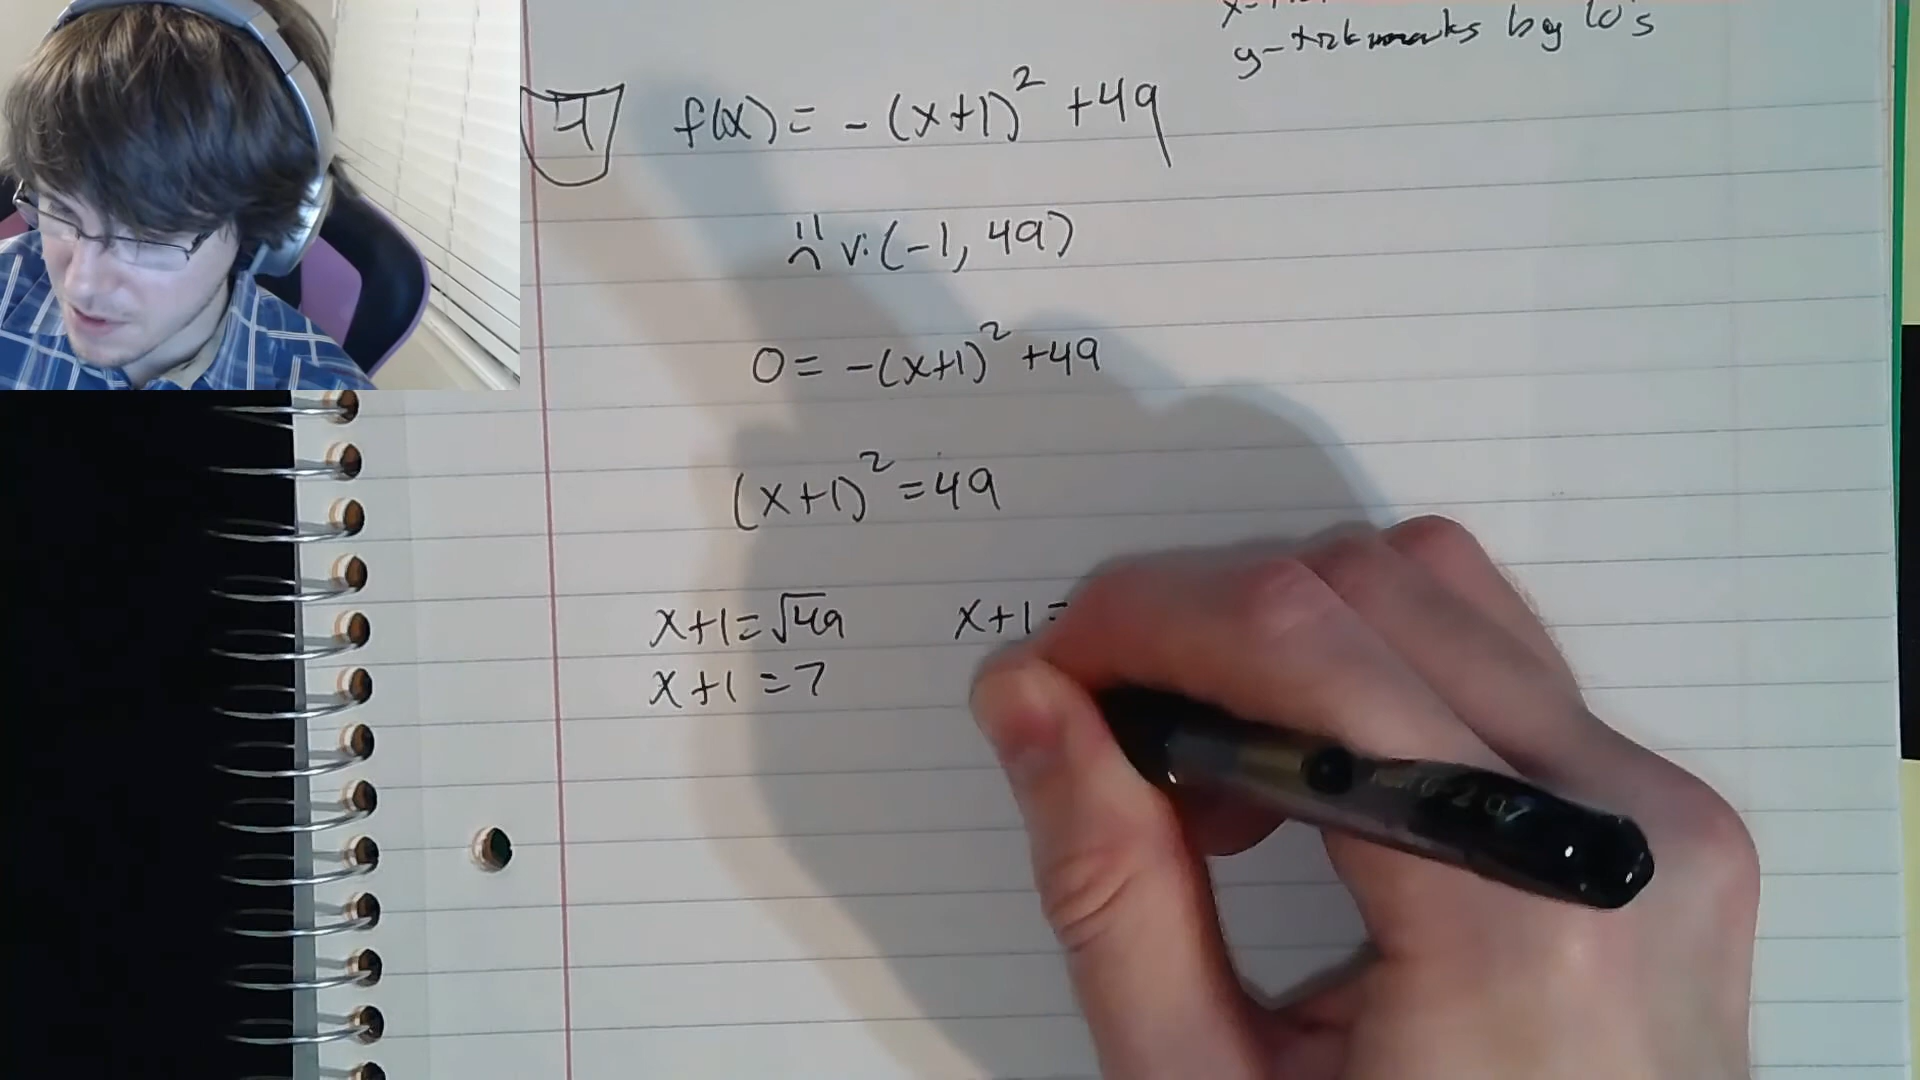 y-tickmarks by 10's
4 f(x) = -(x+1)² +49
∩ v:(-1, 49)
0 = -(x+1)² +49
(x+1)² = 49
x+1 = √49 x+1 =
x+1 = 7